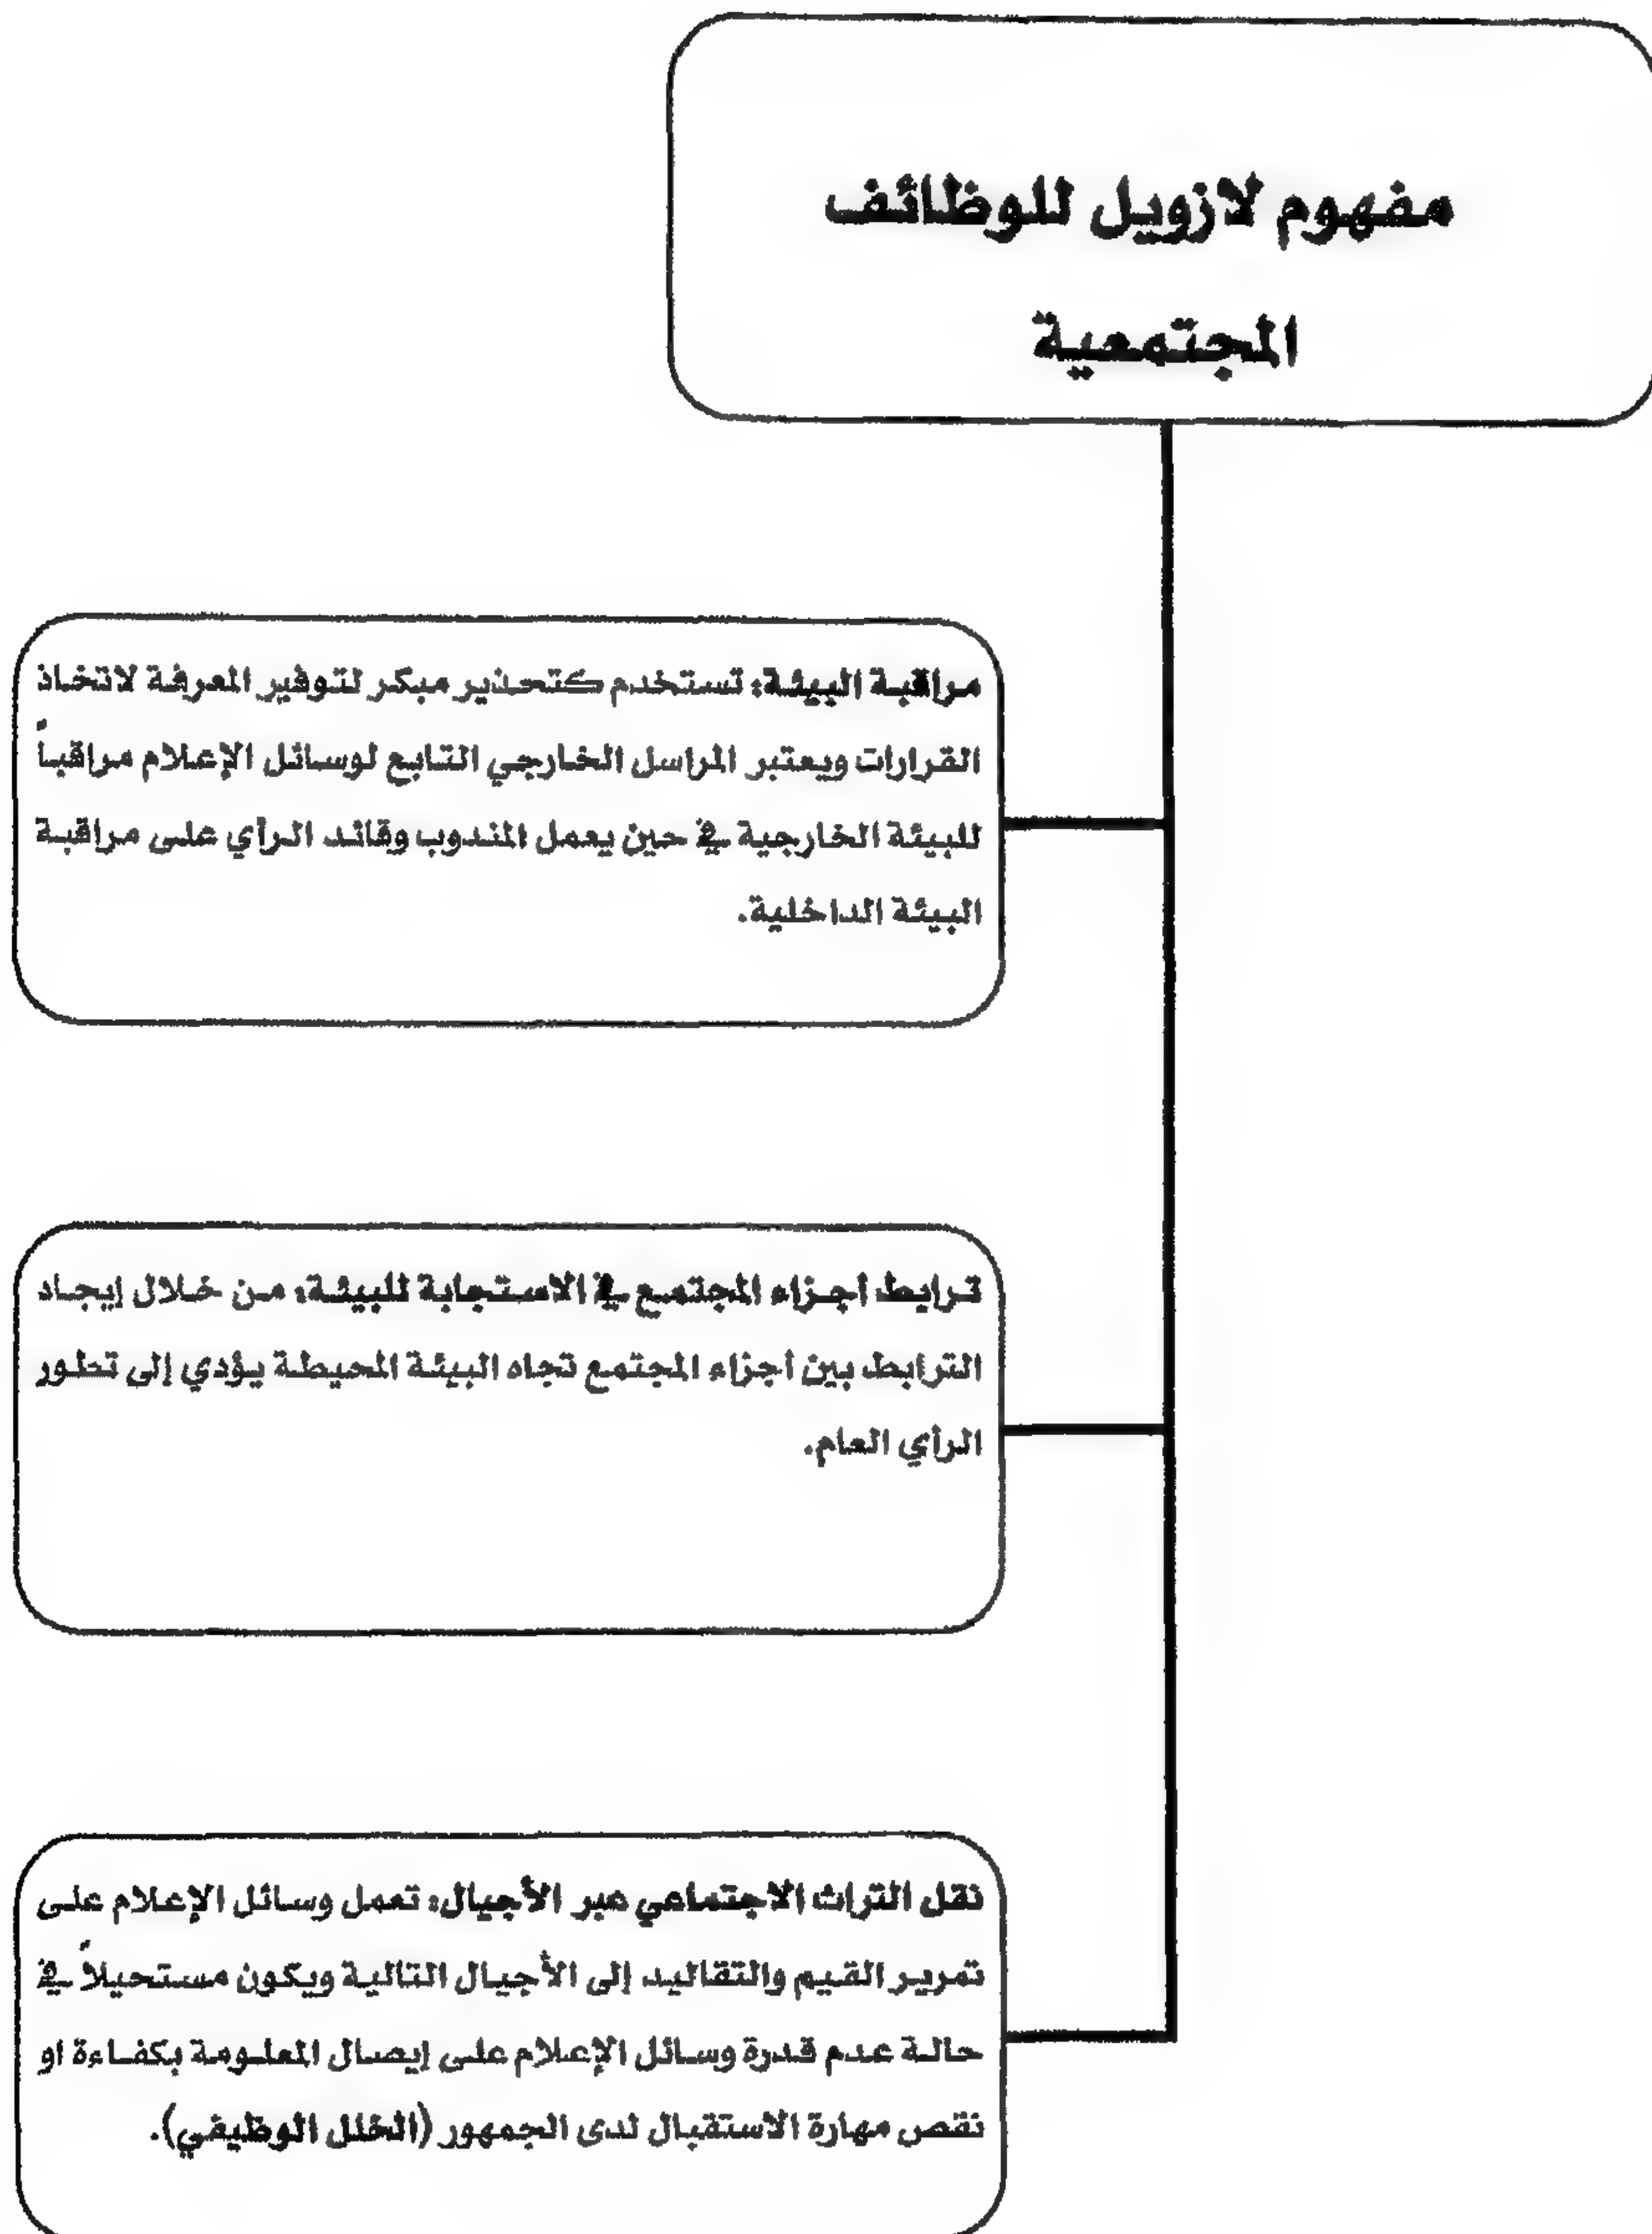 مفهوم لازويل للوظائف
المجتمعية
مراقبة البيئة: تستخدم كتحذير مبكر لتوفير المعرفة لاتخاذ
القرارات ويعتبر المراسل الخارجي التابع لوسائل الإعلام مراقباً
للبيئة الخارجية في حين يعمل المندوب وقائد الرأي على مراقبة
البيئة الداخلية.
ترابط أجزاء المجتمع في الاستجابة للبيئة: من خلال إيجاد
الترابط بين أجزاء المجتمع تجاه البيئة المحيطة يؤدي إلى تطور
الرأي العام.
نقل التراث الاجتماعي عبر الأجيال: تعمل وسائل الإعلام على
تمرير القيم والتقاليد إلى الأجيال التالية ويكون مستحيلاً في
حالة عدم قدرة وسائل الإعلام على إيصال المعلومة بكفاءة او
نقص مهارة الاستقبال لدى الجمهور (الخلل الوظيفي).